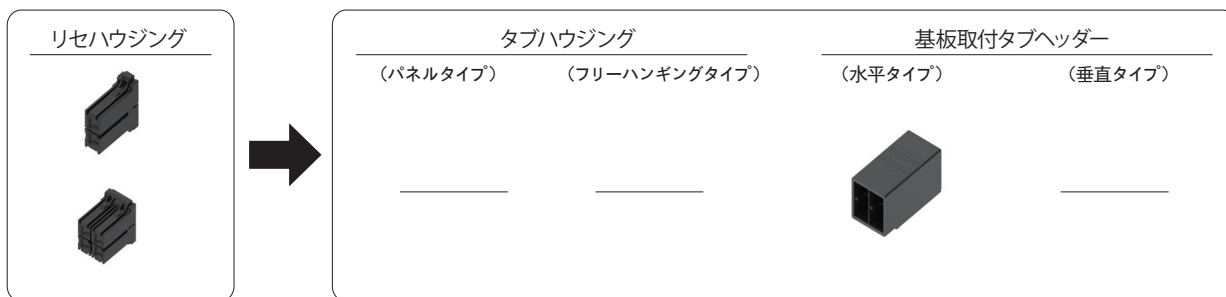 リセハウジング
タブハウジング
基板取付タブヘッダー
（パネルタイプ）
（フリーハンギングタイプ）
（水平タイプ）
（垂直タイプ）